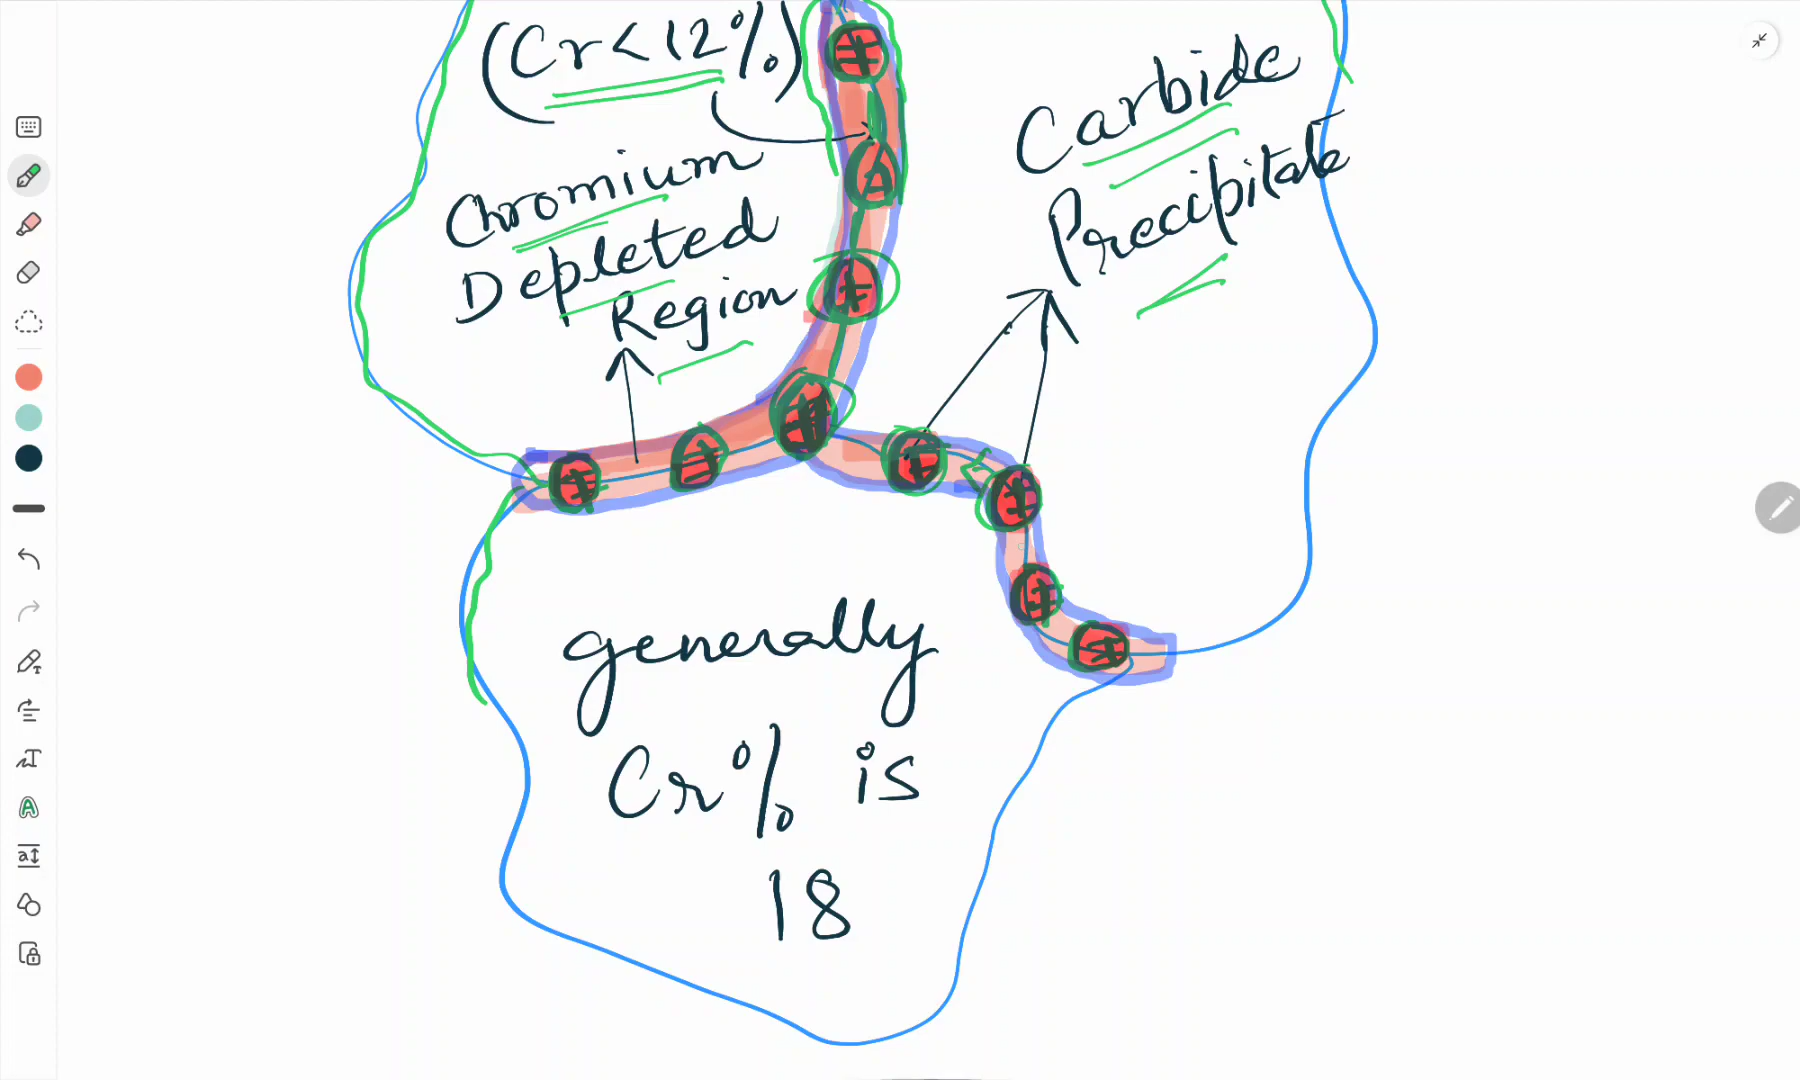 (Cr < 12%)
Chromium
Depleted
Region
Carbide
Precipitate
generally
Cr% is
18